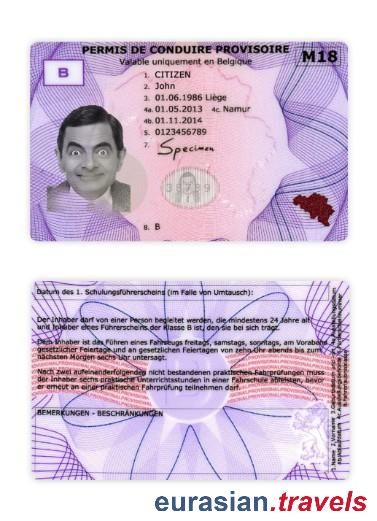 PERMIS DE CONDUIRE PROVISOIRE
Valable uniquement en Belgique
M18
B
1. CITIZEN
2. John
3. 01.06.1986 Liège
4a. 01.05.2013 4c. Namur
4b. 01.11.2014
5. 0123456789
7. Specimen
8. B
Datum des 1. Schulungsführerscheins (im Falle von Umtausch):
Der Inhaber darf von einer Person begleitet werden, die mindestens 24 Jahre alt
und Inhaber eines Führerscheins der Klasse B ist, den sie bei sich trägt.
Dem Inhaber ist das Führen eines Fahrzeugs freitags, samstags, sonntags, am Vorabend
gesetzlicher Feiertage und an gesetzlichen Feiertagen von zehn Uhr abends bis zum
nächsten Morgen sechs Uhr untersagt.
Nach zwei aufeinanderfolgenden nicht bestandenen praktischen Fahrprüfungen muss
der Inhaber sechs praktische Unterrichtsstunden in einer Fahrschule ableisten, bevor
er erneut an einer praktischen Fahrprüfung teilnehmen darf.
BEMERKUNGEN - BESCHRÄNKUNGEN
1.Name 2.Vorname
eurasian.travels